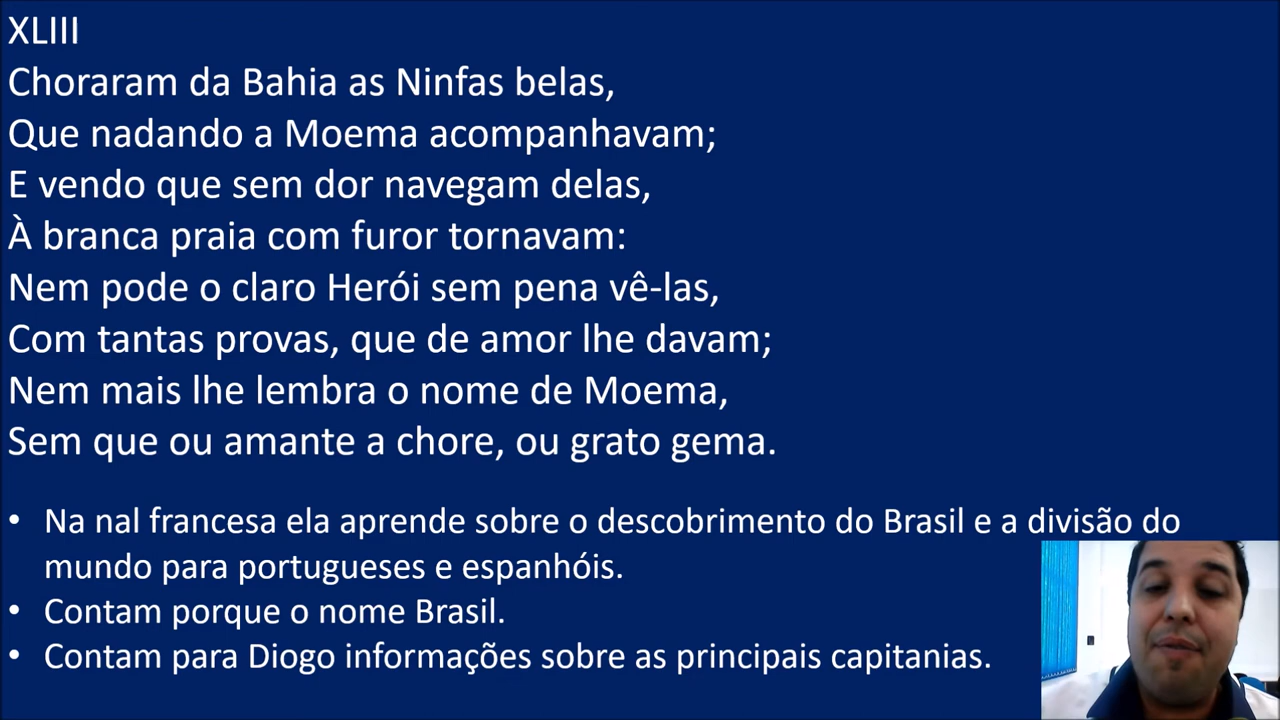 XLIII
Choraram da Bahia as Ninfas belas,
Que nadando a Moema acompanhavam;
E vendo que sem dor navegam delas,
À branca praia com furor tornavam:
Nem pode o claro Herói sem pena vê-las,
Com tantas provas, que de amor lhe davam;
Nem mais lhe lembra o nome de Moema,
Sem que ou amante a chore, ou grato gema.
• Na nal francesa ela aprende sobre o descobrimento do Brasil e a divisão do
mundo para portugueses e espanhóis.
• Contam porque o nome Brasil.
• Contam para Diogo informações sobre as principais capitanias.